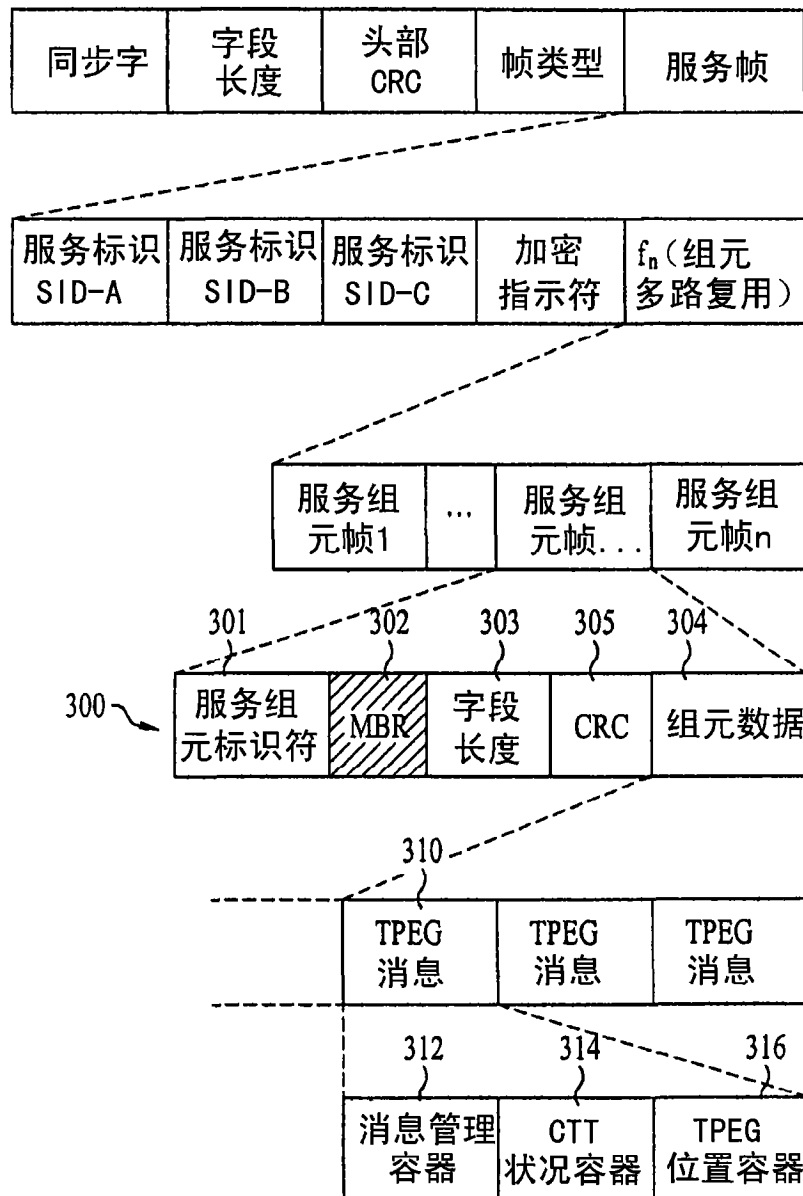 同步字
字段
长度
头部
CRC
帧类型
服务帧
服务标识
SID-A
服务标识
SID-B
服务标识
SID-C
加密
指示符
fn(组元
多路复用)
服务组
元帧1
...
服务组
元帧...
服务组
元帧n
301
302
303
305
304
300
服务组
元标识符
MBR
字段
长度
CRC
组元数据
310
TPEG
消息
TPEG
消息
TPEG
消息
312
314
316
消息管理
容器
CTT
状况容器
TPEG
位置容器